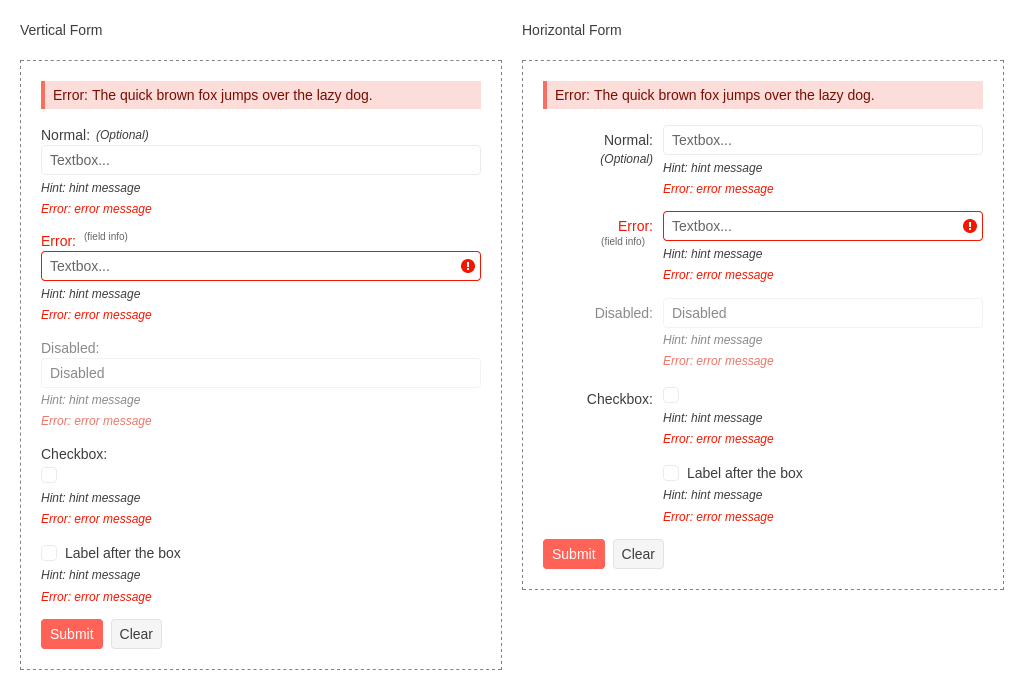 Vertical Form
Error: The quick brown fox jumps over the lazy dog.
Normal: (Optional)
Textbox...
Hint: hint message
Error: error message
Error: (field info)
Textbox...
Hint: hint message
Error: error message
Disabled:
Disabled
Hint: hint message
Error: error message
Checkbox:
Hint: hint message
Error: error message
Label after the box
Hint: hint message
Error: error message
Submit Clear
Horizontal Form
Error: The quick brown fox jumps over the lazy dog.
Normal: Textbox...
(Optional)
Hint: hint message
Error: error message
Error: Textbox...
(field info)
Hint: hint message
Error: error message
Disabled: Disabled
Hint: hint message
Error: error message
Checkbox:
Hint: hint message
Error: error message
Label after the box
Hint: hint message
Error: error message
Submit Clear